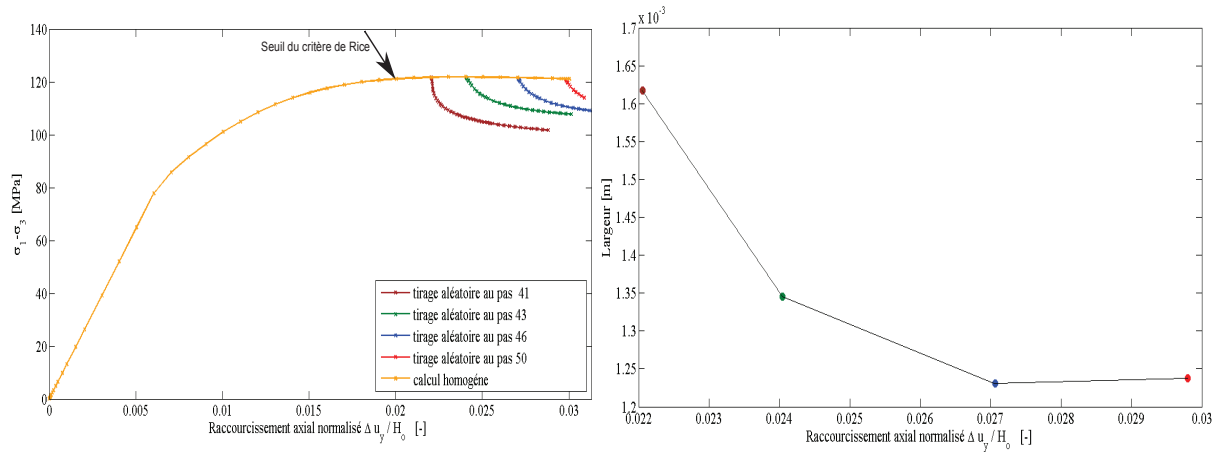 140
120
100
80
60
40
20
0
σ1-σ3 [MPa]
Seuil du critère de Rice
tirage aléatoire au pas 41
tirage aléatoire au pas 43
tirage aléatoire au pas 46
tirage aléatoire au pas 50
calcul homogéne
0 0.005 0.01 0.015 0.02 0.025 0.03
Raccourcissement axial normalisé Δ uy / Ho [-]
1.7 x 10-3
1.65
1.6
1.55
1.5
1.45
1.4
1.35
1.3
1.25
1.2
Largeur [m]
0.022 0.023 0.024 0.025 0.026 0.027 0.028 0.029 0.03
Raccourcissement axial normalisé Δ uy / Ho [-]